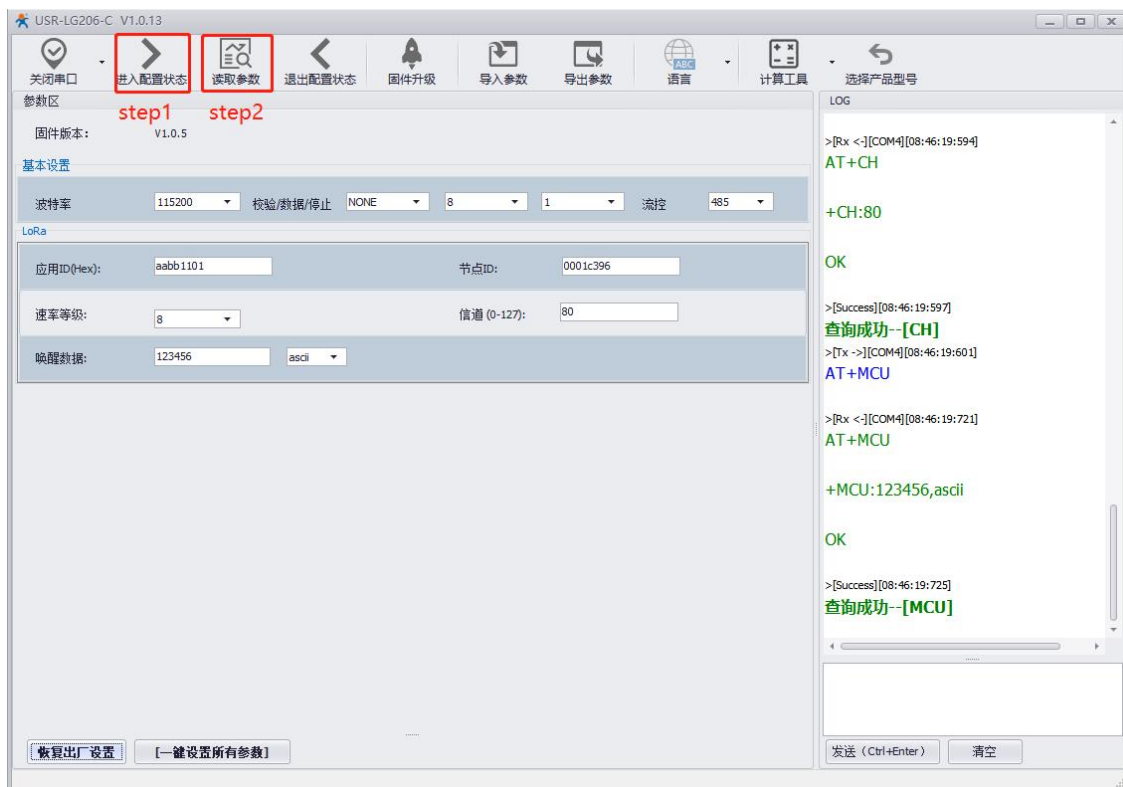 USR-LG206-C V1.0.13
关闭串口 进入配置状态 读取参数 退出配置状态 固件升级 导入参数 导出参数 ABC 语言 计算工具 选择产品型号
step1 step2
参数区
固件版本: V1.0.5
基本设置
波特率 115200 校验/数据/停止 NONE 8 1 流控 485
LoRa
应用ID(Hex): aabb1101 节点ID: 0001c396
速率等级: 8 信道 (0-127): 80
唤醒数据: 123456 ascii
恢复出厂设置 [一键设置所有参数]
LOG
>[Rx <-][COM4][08:46:19:594]
AT+CH
+CH:80
OK
>[Success][08:46:19:597]
查询成功--[CH]
>[Tx ->][COM4][08:46:19:601]
AT+MCU
>[Rx <-][COM4][08:46:19:721]
AT+MCU
+MCU:123456,ascii
OK
>[Success][08:46:19:725]
查询成功--[MCU]
发送（Ctrl+Enter） 清空